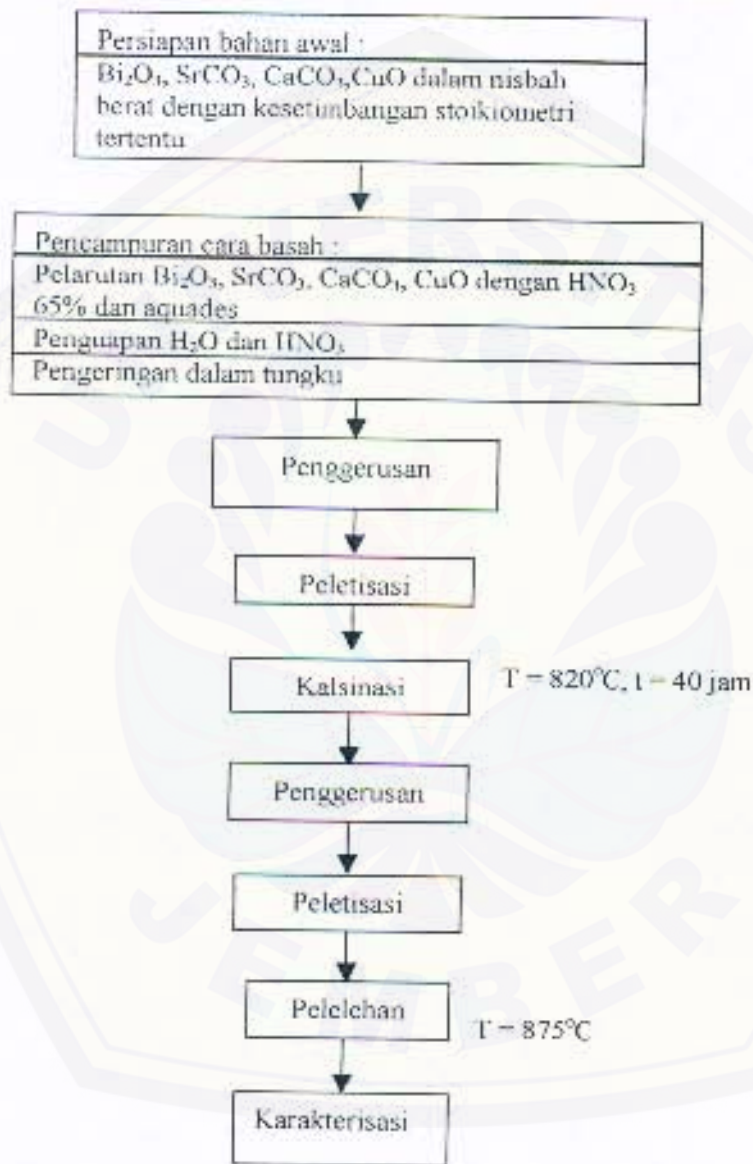 Persiapan bahan awal :
Bi₂O₃, SrCO₃, CaCO₃,CuO dalam nisbah
berat dengan kesetimbangan stoikiometri
tertentu
Pencampuran cara basah :
Pelarutan Bi₂O₃, SrCO₃, CaCO₃, CuO dengan HNO₃
65% dan aquades
Penguapan H₂O dan HNO₃
Pengeringan dalam tungku
Penggerusan
Peletisasi
Kalsinasi
T = 820°C, t = 40 jam
Penggerusan
Peletisasi
Pelelehan
T = 875°C
Karakterisasi
UNIVERSITAS
JEMBER